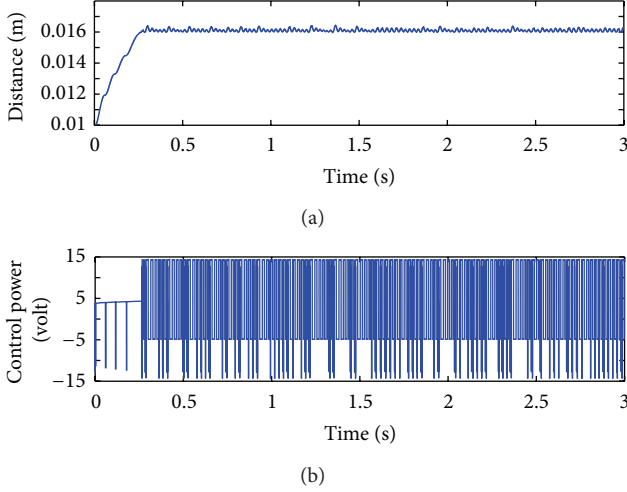 Distance (m)
0.016
0.014
0.012
0.01
0 0.5 1 1.5 2 2.5 3
Time (s)
(a)
Control power
(volt)
15
5
−5
−15
0 0.5 1 1.5 2 2.5 3
Time (s)
(b)